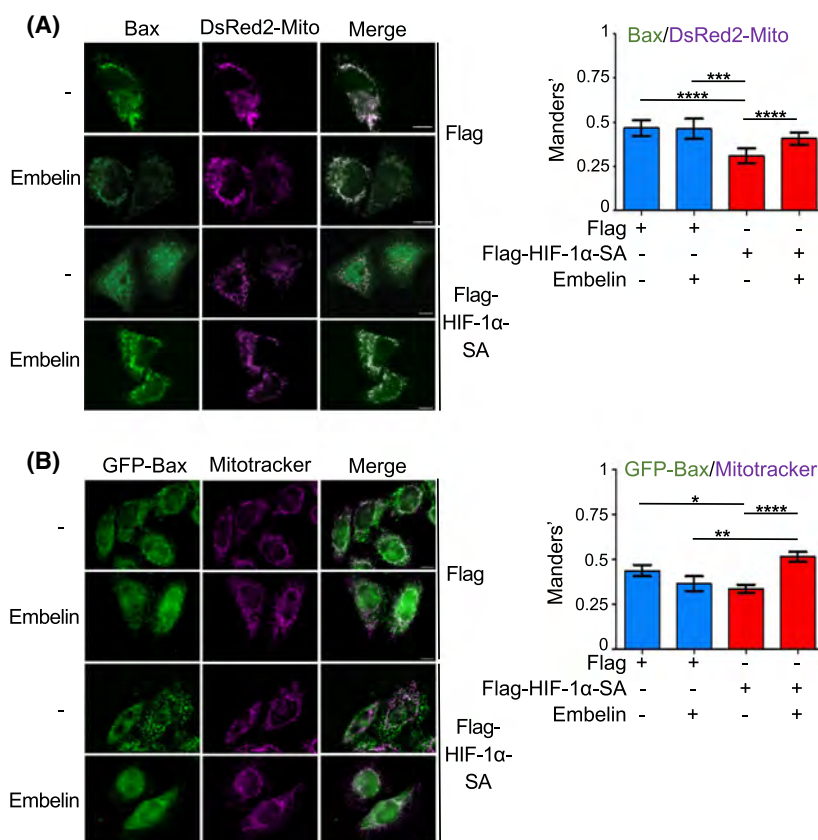 (A)
Bax DsRed2-Mito Merge
-
Embelin
-
Embelin
Flag
Flag-
HIF-1α-
SA
Bax/DsRed2-Mito
Manders'
1
0.75
0.5
0.25
0
***
**** ****
Flag + + - -
Flag-HIF-1α-SA - - + +
Embelin - + - +
(B)
GFP-Bax Mitotracker Merge
-
Embelin
-
Embelin
Flag
Flag-
HIF-1α-
SA
GFP-Bax/Mitotracker
Manders'
1
0.75
0.5
0.25
0
* ****
**
Flag + + - -
Flag-HIF-1α-SA - - + +
Embelin - + - +